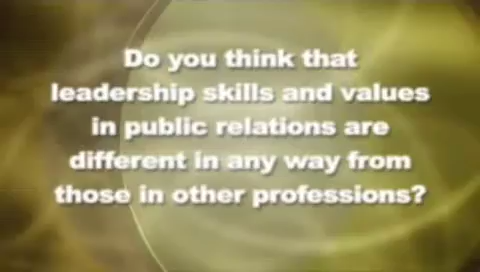 Do you think that
leadership skills and values
in public relations are
different in any way from
those in other professions?